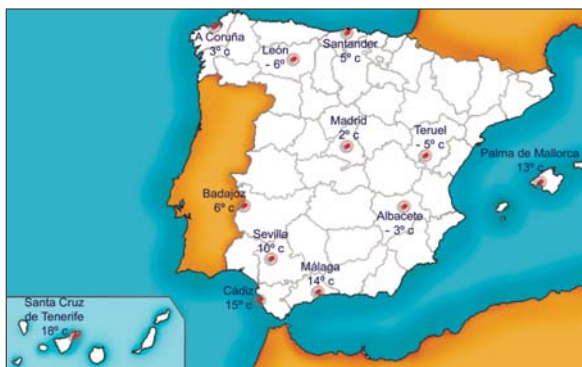 A Coruña
3º c
León
- 6º
Santander
5º c
Madrid
2º c
Teruel
- 5º c
Palma de Mallorca
13º c
Badajoz
6º c
Albacete
- 3º c
Sevilla
10º c
Málaga
14º c
Cádiz
15º c
Santa Cruz
de Tenerife
18º c